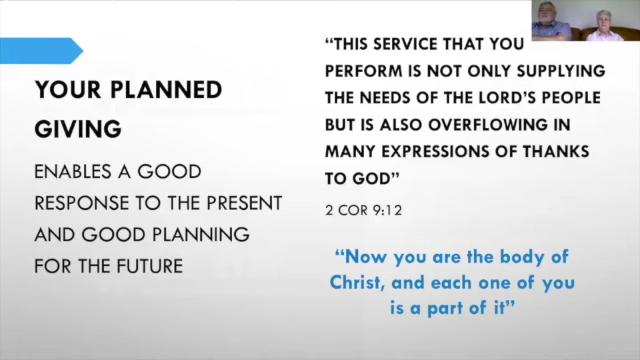 YOUR PLANNED
GIVING
ENABLES A GOOD
RESPONSE TO THE PRESENT
AND GOOD PLANNING
FOR THE FUTURE
“THIS SERVICE THAT YOU
PERFORM IS NOT ONLY SUPPLYING
THE NEEDS OF THE LORD’S PEOPLE
BUT IS ALSO OVERFLOWING IN
MANY EXPRESSIONS OF THANKS
TO GOD”
2 COR 9:12
“Now you are the body of
Christ, and each one of you
is a part of it”